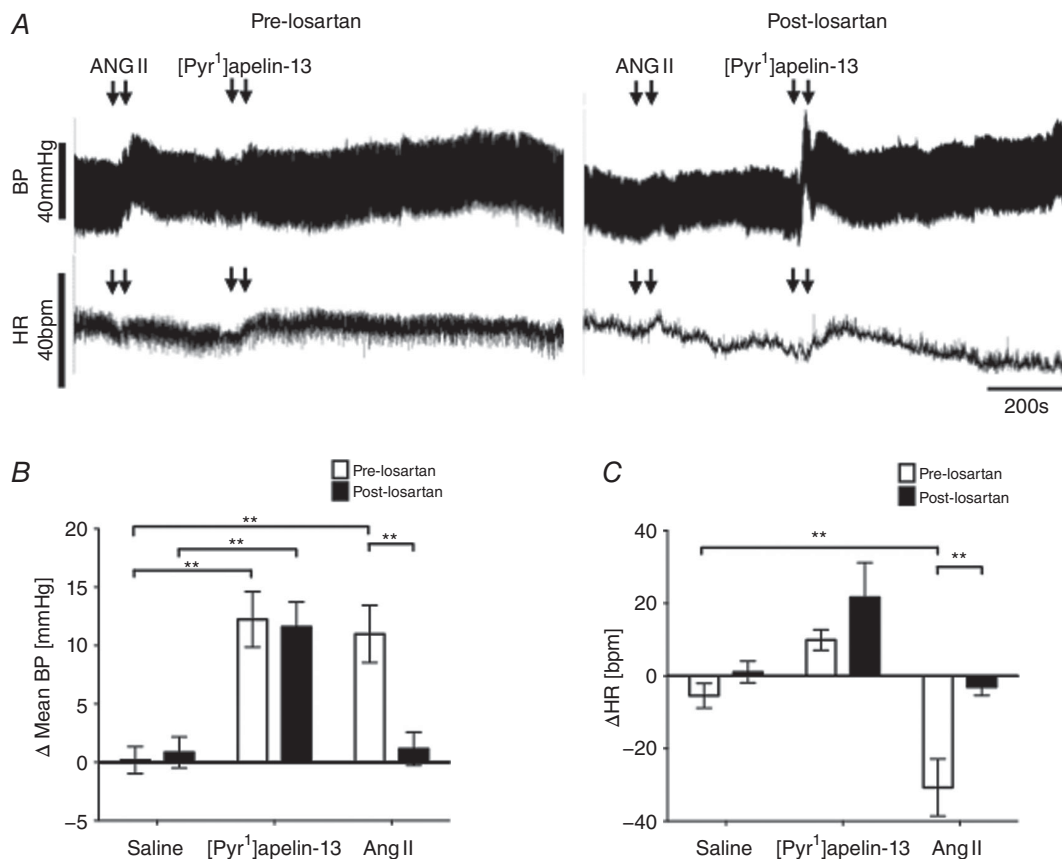 A
Pre-losartan
Post-losartan
ANG II
[Pyr¹]apelin-13
ANG II
[Pyr¹]apelin-13
BP
40mmHg
HR
40bpm
200s
B
Pre-losartan
Post-losartan
Δ Mean BP [mmHg]
20
15
10
5
0
−5
**
**
**
**
Saline
[Pyr¹]apelin-13
Ang II
C
Pre-losartan
Post-losartan
ΔHR [bpm]
40
20
0
−20
−40
**
**
Saline
[Pyr¹]apelin-13
Ang II